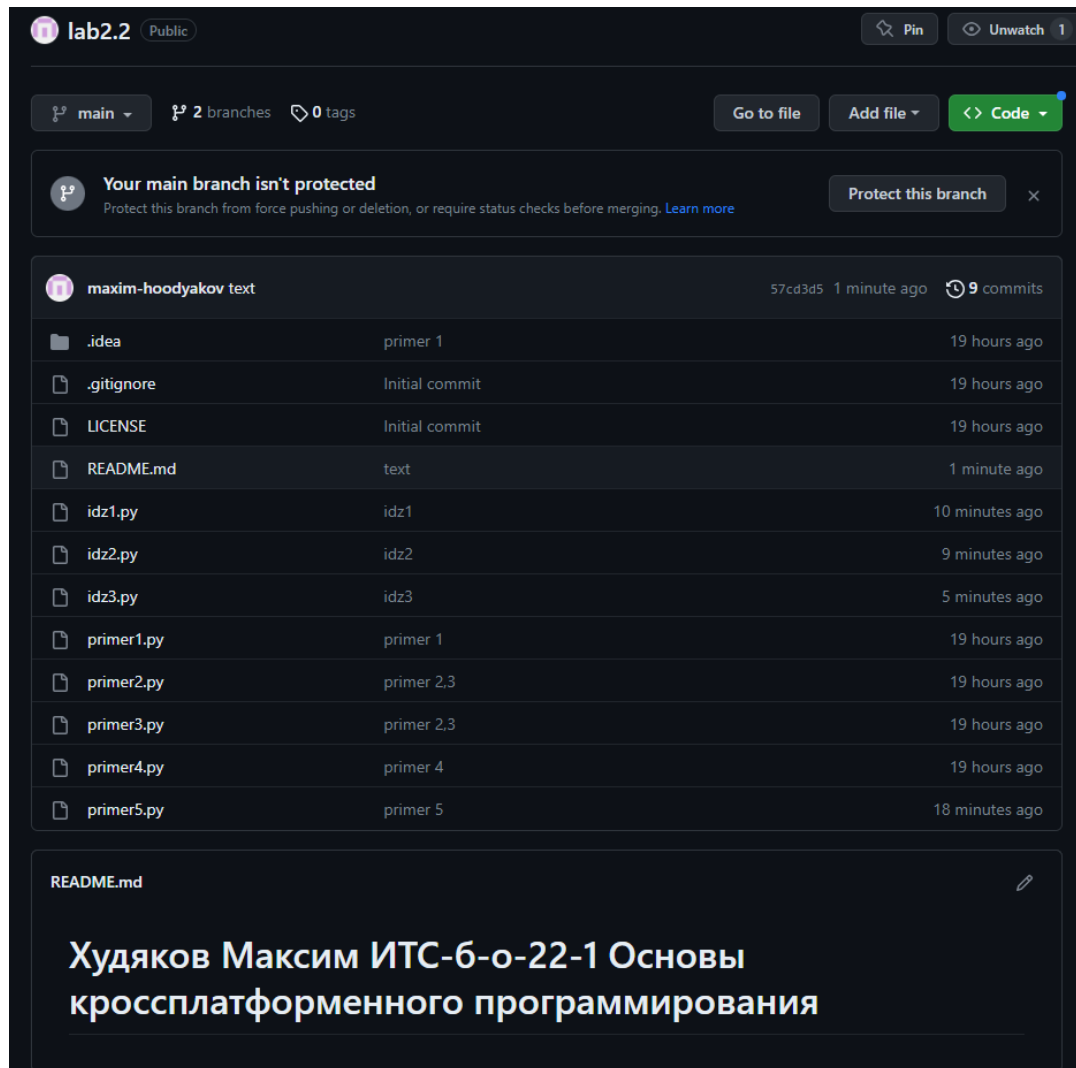 lab2.2 Public Pin Unwatch 1
main 2 branches 0 tags Go to file Add file <> Code
Your main branch isn't protected
Protect this branch from force pushing or deletion, or require status checks before merging. Learn more
Protect this branch
maxim-hoodyakov text 57cd3d5 1 minute ago 9 commits
.idea primer 1 19 hours ago
.gitignore Initial commit 19 hours ago
LICENSE Initial commit 19 hours ago
README.md text 1 minute ago
idz1.py idz1 10 minutes ago
idz2.py idz2 9 minutes ago
idz3.py idz3 5 minutes ago
primer1.py primer 1 19 hours ago
primer2.py primer 2,3 19 hours ago
primer3.py primer 2,3 19 hours ago
primer4.py primer 4 19 hours ago
primer5.py primer 5 18 minutes ago
README.md
Худяков Максим ИТС-б-о-22-1 Основы
кроссплатформенного программирования